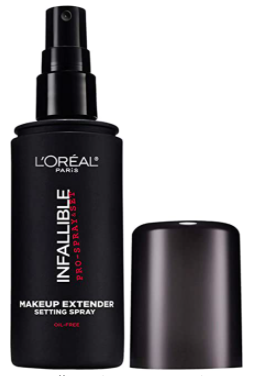 L'ORÉAL
PARIS
INFALLIBLE
PRO-SPRAY&SET
MAKEUP EXTENDER
SETTING SPRAY
OIL-FREE